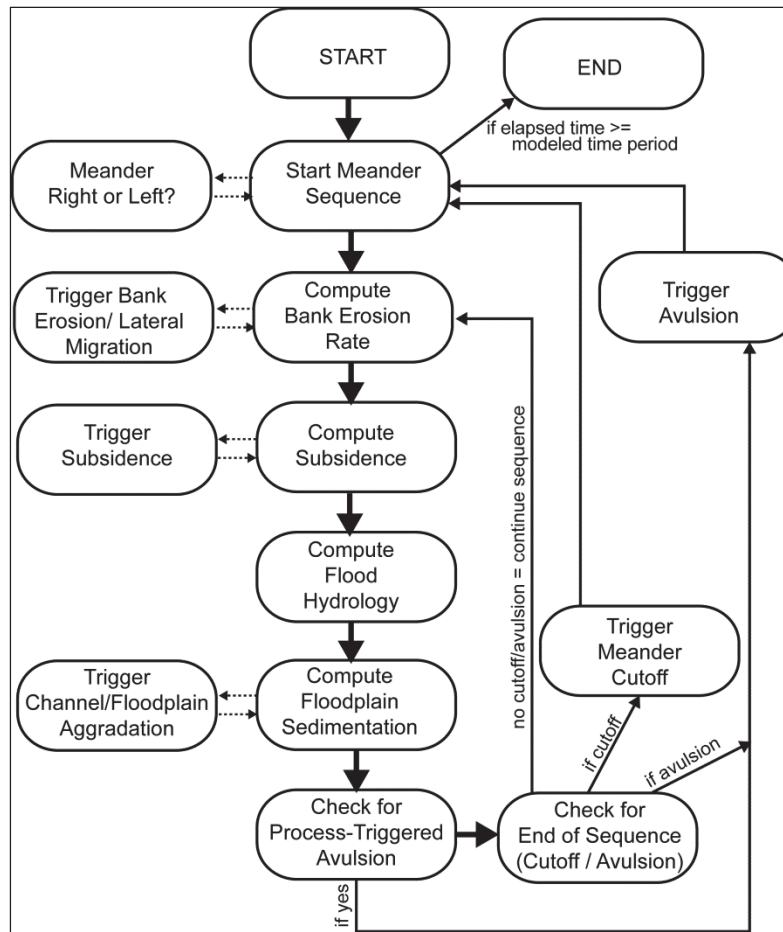 START
END
if elapsed time >=
modeled time period
Meander
Right or Left?
Start Meander
Sequence
Trigger Bank
Erosion/ Lateral
Migration
Compute
Bank Erosion
Rate
Trigger
Avulsion
Trigger
Subsidence
Compute
Subsidence
no cutoff/avulsion = continue sequence
Compute
Flood
Hydrology
Trigger
Meander
Cutoff
Trigger
Channel/Floodplain
Aggradation
Compute
Floodplain
Sedimentation
if cutoff
if avulsion
Check for
Process-Triggered
Avulsion
Check for
End of Sequence
(Cutoff / Avulsion)
if yes